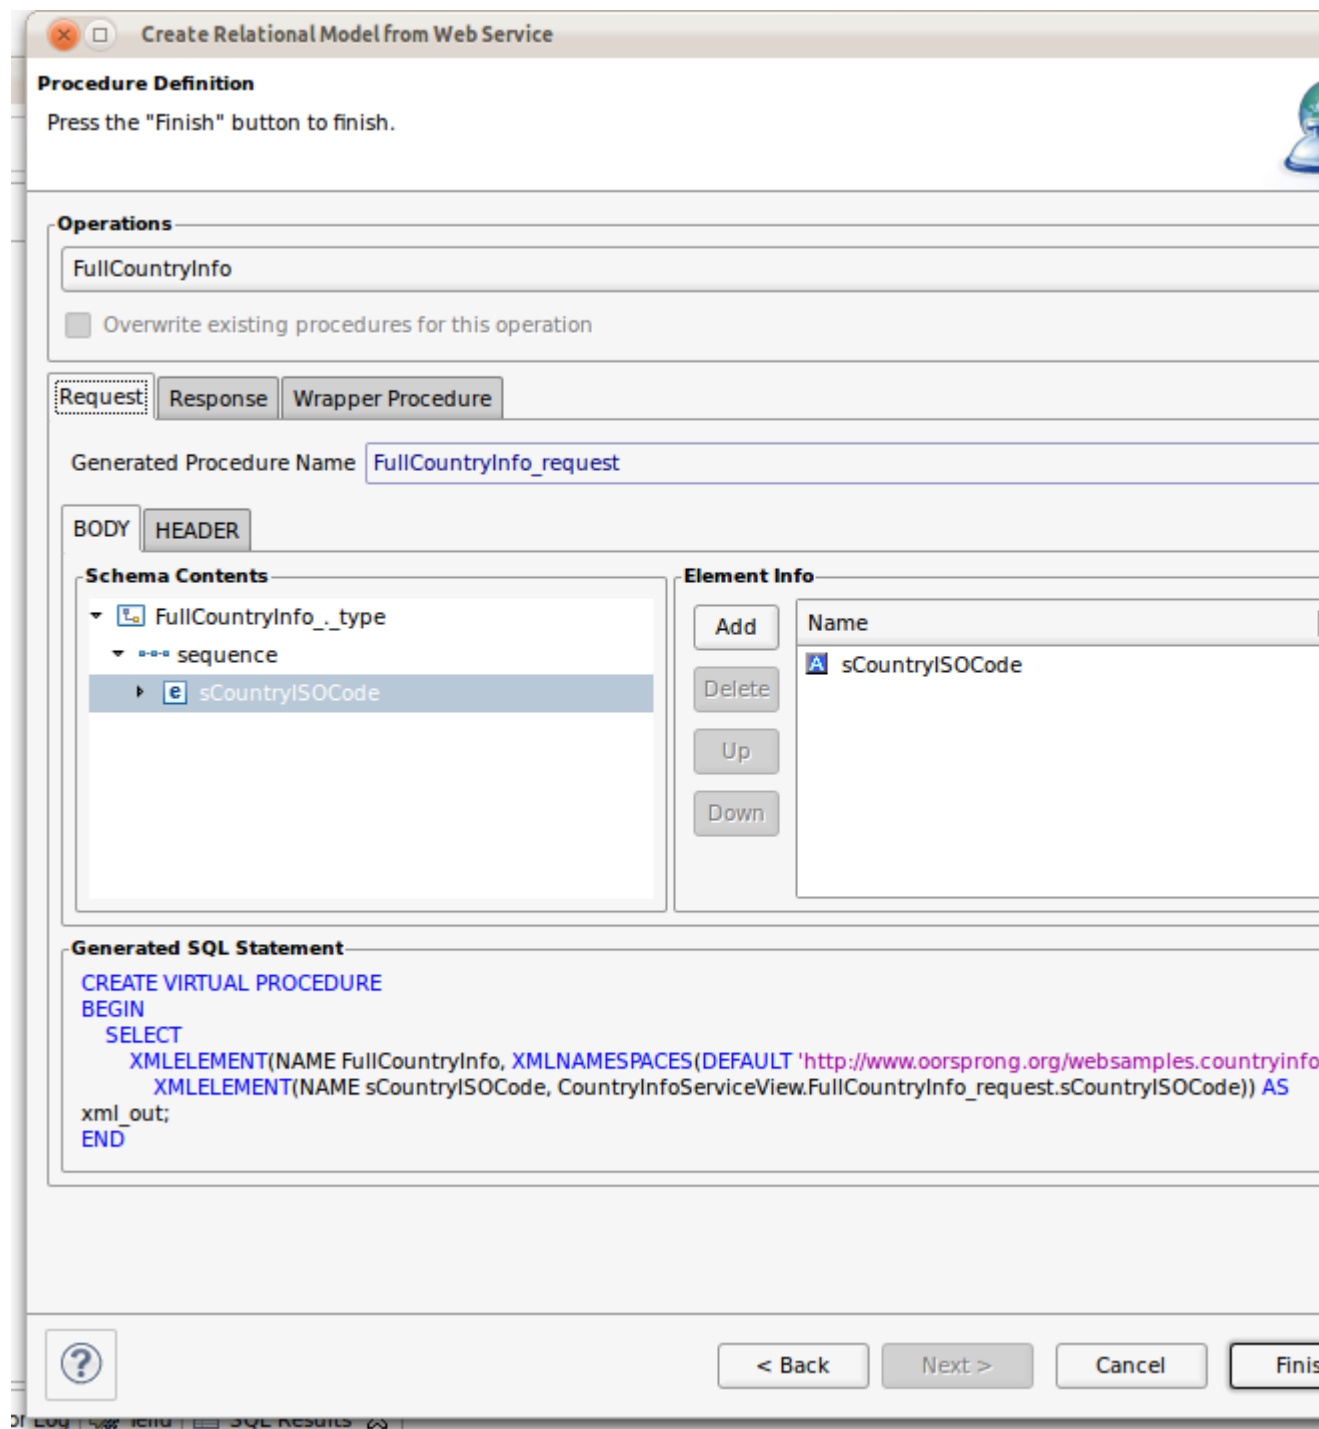 Create Relational Model from Web Service
Procedure Definition
Press the "Finish" button to finish.
Operations
FullCountryInfo
Overwrite existing procedures for this operation
Request Response Wrapper Procedure
Generated Procedure Name FullCountryInfo_request
BODY HEADER
Schema Contents
FullCountryInfo_._type
sequence
e sCountryISOCode
Element Info
Add
Delete
Up
Down
Name
A sCountryISOCode
Generated SQL Statement
CREATE VIRTUAL PROCEDURE
BEGIN
SELECT
XMLELEMENT(NAME FullCountryInfo, XMLNAMESPACES(DEFAULT 'http://www.oorsprong.org/websamples.countryinfo
XMLELEMENT(NAME sCountryISOCode, CountryInfoServiceView.FullCountryInfo_request.sCountryISOCode)) AS
xml_out;
END
? < Back Next > Cancel Finis
or Log SQL Results